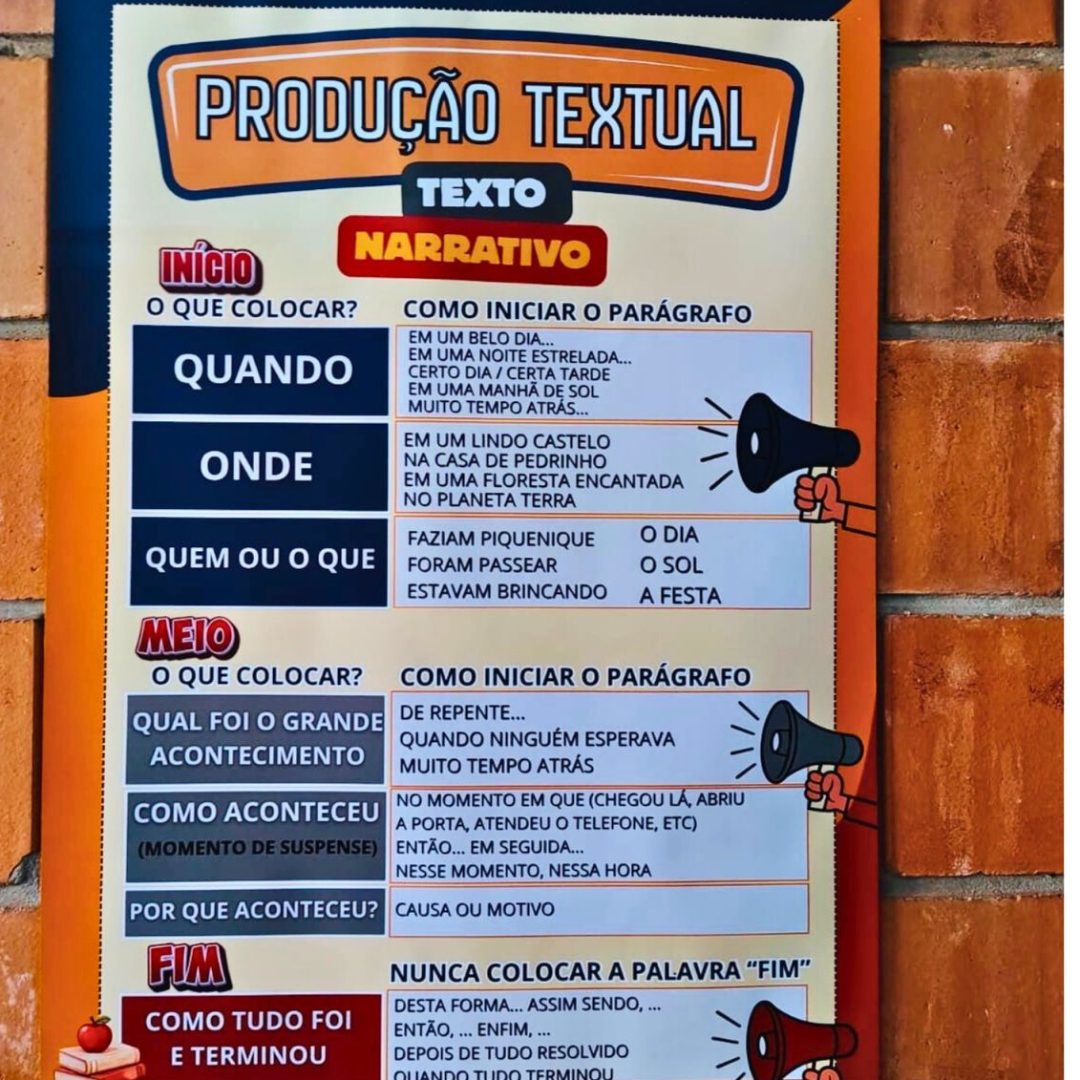 PRODUÇÃO TEXTUAL
TEXTO
NARRATIVO
INÍCIO
O QUE COLOCAR?
COMO INICIAR O PARÁGRAFO
QUANDO
EM UM BELO DIA...
EM UMA NOITE ESTRELADA...
CERTO DIA / CERTA TARDE
EM UMA MANHÃ DE SOL
MUITO TEMPO ATRÁS...
ONDE
EM UM LINDO CASTELO
NA CASA DE PEDRINHO
EM UMA FLORESTA ENCANTADA
NO PLANETA TERRA
QUEM OU O QUE
FAZIAM PIQUENIQUE
FORAM PASSEAR
ESTAVAM BRINCANDO
O DIA
O SOL
A FESTA
MEIO
O QUE COLOCAR?
COMO INICIAR O PARÁGRAFO
QUAL FOI O GRANDE
ACONTECIMENTO
DE REPENTE...
QUANDO NINGUÉM ESPERAVA
MUITO TEMPO ATRÁS
COMO ACONTECEU
(MOMENTO DE SUSPENSE)
NO MOMENTO EM QUE (CHEGOU LÁ, ABRIU
A PORTA, ATENDEU O TELEFONE, ETC)
ENTÃO... EM SEGUIDA...
NESSE MOMENTO, NESSA HORA
POR QUE ACONTECEU?
CAUSA OU MOTIVO
FIM
NUNCA COLOCAR A PALAVRA “FIM”
COMO TUDO FOI
E TERMINOU
DESTA FORMA... ASSIM SENDO, ...
ENTÃO, ... ENFIM, ...
DEPOIS DE TUDO RESOLVIDO
QUANDO TUDO TERMINOU